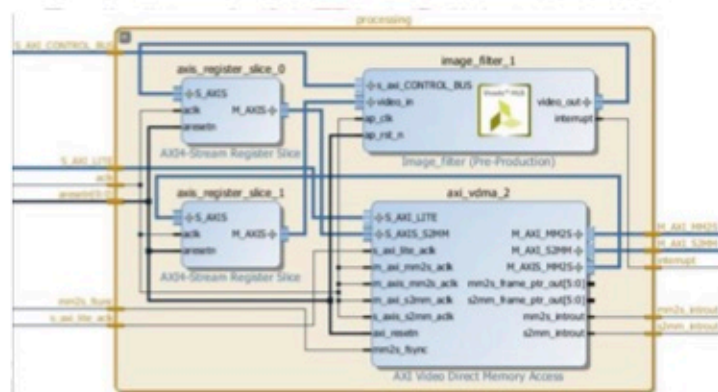 processing
S_AXI_CONTROL_BUS
axis_register_slice_0
S_AXIS
aclk
aresetn
M_AXIS
AXI4-Stream Register Slice
image_filter_1
s_axi_CONTROL_BUS
video_in
ap_clk
ap_rst_n
video_out
interrupt
Image_filter (Pre-Production)
S_AXI_LITE
aclk
aresetn[0:0]
axis_register_slice_1
S_AXIS
aclk
aresetn
M_AXIS
AXI4-Stream Register Slice
axi_vdma_2
S_AXI_LITE
S_AXIS_S2MM
s_axi_lite_aclk
m_axi_mm2s_aclk
m_axis_mm2s_aclk
m_axi_s2mm_aclk
s_axis_s2mm_aclk
axi_resetn
mm2s_fsync
M_AXI_MM2S
M_AXI_S2MM
M_AXIS_MM2S
mm2s_frame_ptr_out[5:0]
s2mm_frame_ptr_out[5:0]
mm2s_introut
s2mm_introut
AXI Video Direct Memory Access
mm2s_fsync
s_axi_lite_aclk
M_AXI_MM2S
M_AXI_S2MM
interrupt
mm2s_introut
s2mm_introut